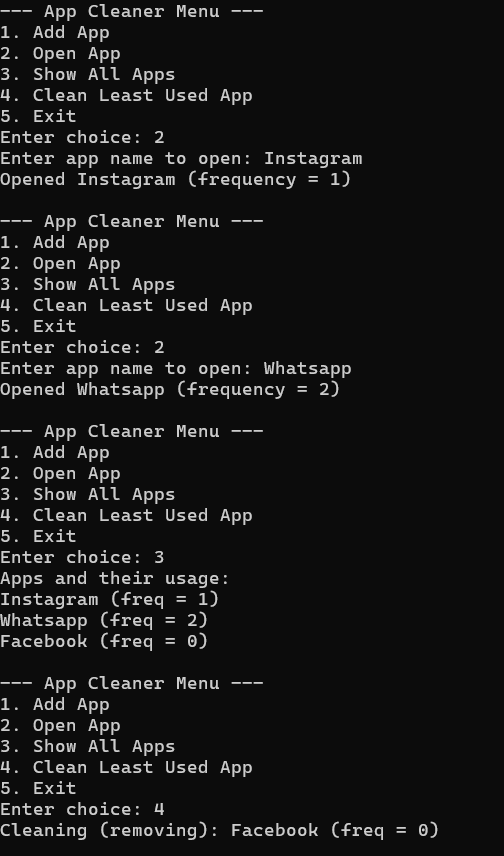 --- App Cleaner Menu ---
1. Add App
2. Open App
3. Show All Apps
4. Clean Least Used App
5. Exit
Enter choice: 2
Enter app name to open: Instagram
Opened Instagram (frequency = 1)

--- App Cleaner Menu ---
1. Add App
2. Open App
3. Show All Apps
4. Clean Least Used App
5. Exit
Enter choice: 2
Enter app name to open: Whatsapp
Opened Whatsapp (frequency = 2)

--- App Cleaner Menu ---
1. Add App
2. Open App
3. Show All Apps
4. Clean Least Used App
5. Exit
Enter choice: 3
Apps and their usage:
Instagram (freq = 1)
Whatsapp (freq = 2)
Facebook (freq = 0)

--- App Cleaner Menu ---
1. Add App
2. Open App
3. Show All Apps
4. Clean Least Used App
5. Exit
Enter choice: 4
Cleaning (removing): Facebook (freq = 0)